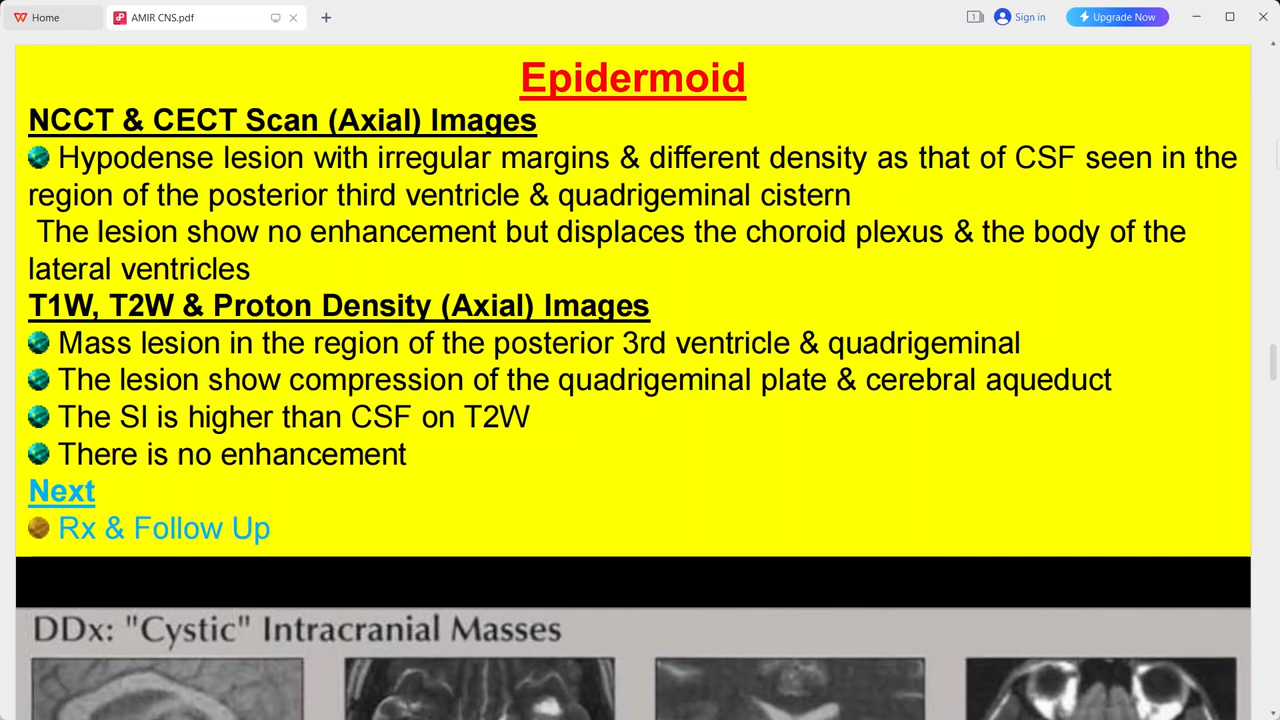 Home
AMIR CNS.pdf
1
Sign in
Upgrade Now
Epidermoid
NCCT & CECT Scan (Axial) Images
Hypodense lesion with irregular margins & different density as that of CSF seen in the
region of the posterior third ventricle & quadrigeminal cistern
The lesion show no enhancement but displaces the choroid plexus & the body of the
lateral ventricles
T1W, T2W & Proton Density (Axial) Images
Mass lesion in the region of the posterior 3rd ventricle & quadrigeminal
The lesion show compression of the quadrigeminal plate & cerebral aqueduct
The SI is higher than CSF on T2W
There is no enhancement
Next
Rx & Follow Up
DDx: "Cystic" Intracranial Masses